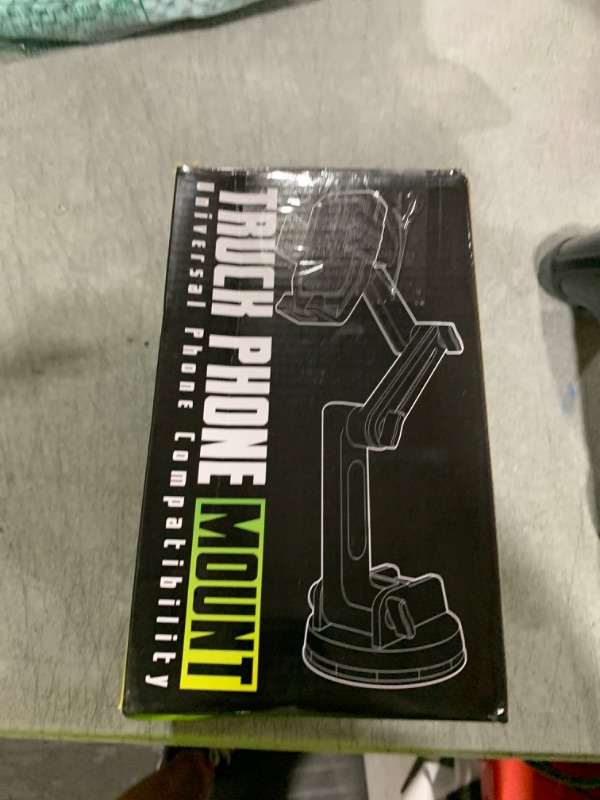 TRUCK PHONE MOUNT
Universal Phone Compatibility